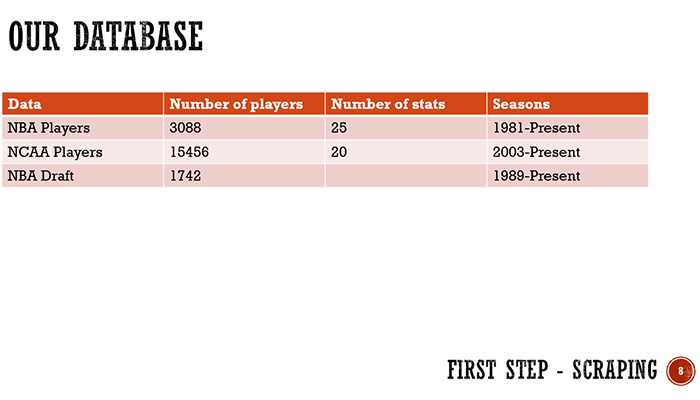 OUR DATABASE
Data Number of players Number of stats Seasons
NBA Players 3088 25 1981-Present
NCAA Players 15456 20 2003-Present
NBA Draft 1742 1989-Present
FIRST STEP - SCRAPING 8